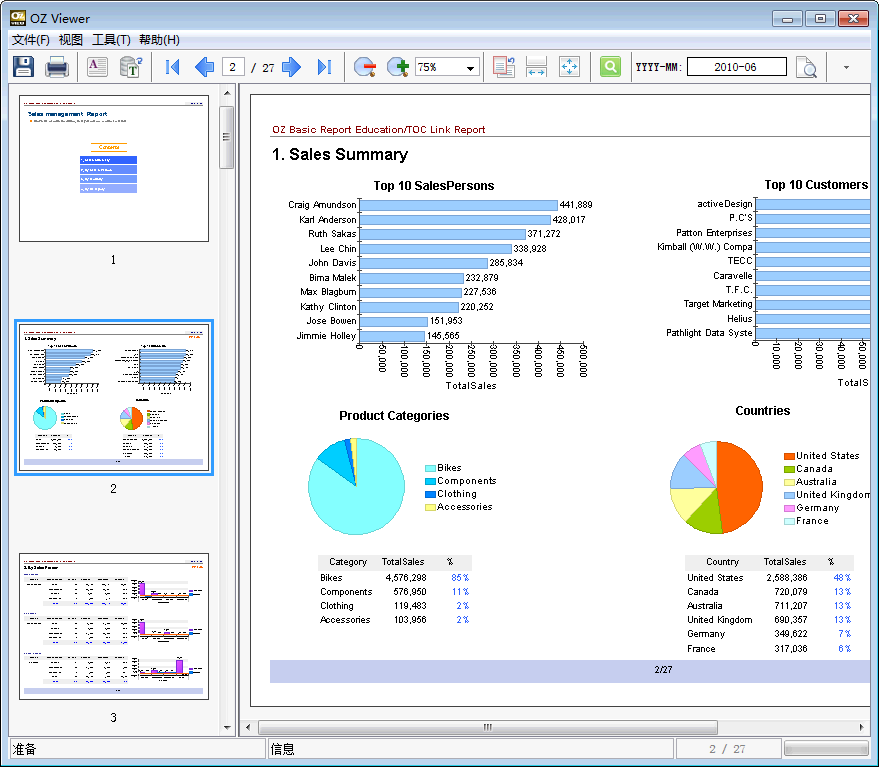 OZ Viewer
文件(F) 视图 工具(T) 帮助(H)
2 / 27 75% YYYY-MM: 2010-06
Sales management Report
Contents
1
2
3
OZ Basic Report Education/TOC Link Report
1. Sales Summary
Top 10 SalesPersons
Craig Amundson 441,889
Karl Anderson 428,017
Ruth Sakas 371,272
Lee Chin 338,928
John Davis 285,834
Bima Malek 232,879
Max Blagburn 227,536
Kathy Clinton 220,252
Jose Bowen 151,953
Jimmie Holley 145,565
0 50,000 100,000 150,000 200,000 250,000 300,000 350,000 400,000 450,000 500,000
TotalSales
Top 10 Customers
activeDesign
P.C'S
Patton Enterprises
Kimball (W.W.) Compa
TECC
Caravelle
T.F.C.
Target Marketing
Helius
Pathlight Data Syste
0 10,000 20,000 30,000 40,000 50,000
TotalS
Product Categories
Bikes
Components
Clothing
Accessories
Countries
United States
Canada
Australia
United Kingdom
Germany
France
Category TotalSales %
Bikes 4,576,298 85%
Components 576,950 11%
Clothing 119,483 2%
Accessories 103,956 2%
Country TotalSales %
United States 2,588,386 48%
Canada 720,079 13%
Australia 711,207 13%
United Kingdom 690,357 13%
Germany 349,622 7%
France 317,036 6%
2/27
准备 信息 2 / 27